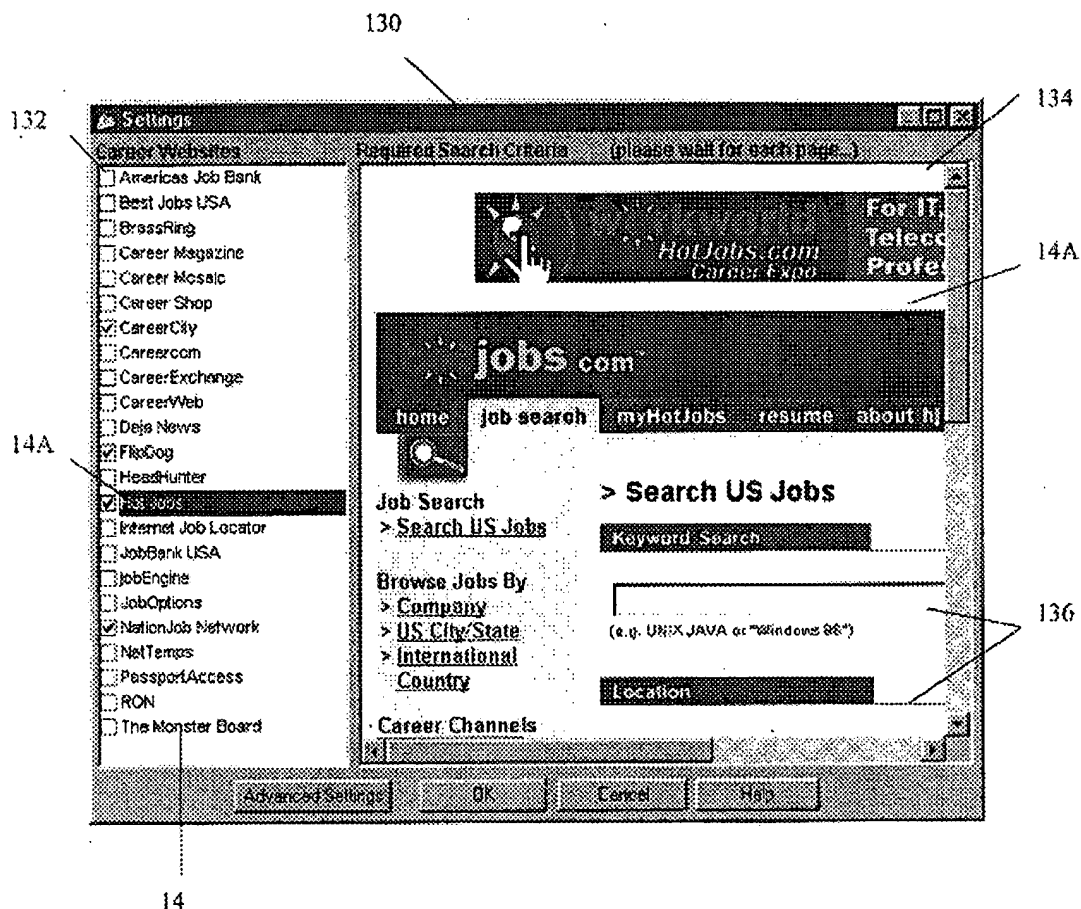 130
134
132
Settings
Career Websites
Required Search Criteria (please wait for each page...)
Americas Job Bank
Best Jobs USA
BrassRing
Career Magazine
Career Mosaic
Career Shop
CareerCity
Careercom
CareerExchange
CareerWeb
Deja News
FlipDog
HeadHunter
Hot Jobs
Internet Job Locator
JobBank USA
jobEngine
JobOptions
NationJob Network
NetTemps
PassportAccess
RON
The Monster Board
14A
14
HotJobs.com
Career Expo
For IT,
Telecc
Profes
14A
jobs.com
home job search myHotJobs resume about hj
Job Search
> Search US Jobs
Browse Jobs By
> Company
> US City/State
> International
Country
Career Channels
> Search US Jobs
Keyword Search
(e.g. UNIX JAVA or "Windows 98")
Location
136
Advanced Settings OK Cancel Help